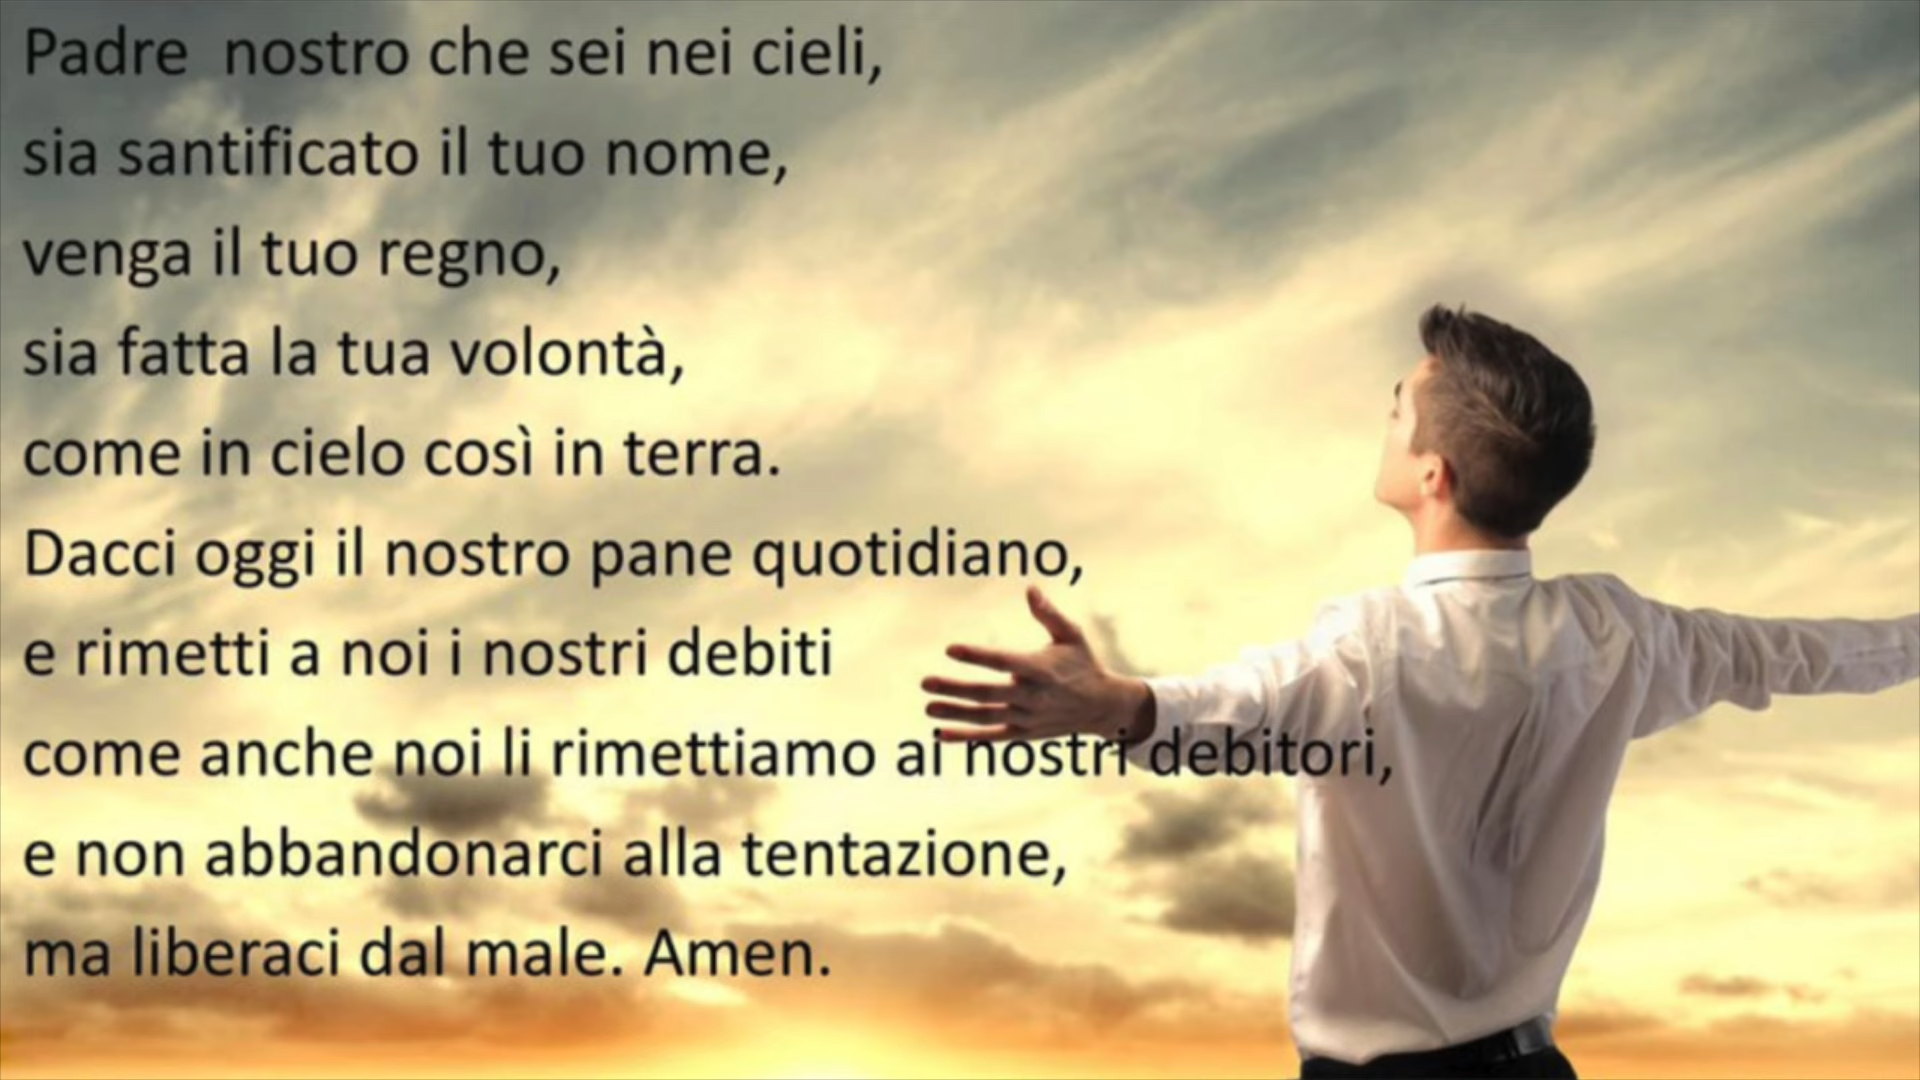 Padre  nostro che sei nei cieli,
sia santificato il tuo nome,
venga il tuo regno,
sia fatta la tua volontà,
come in cielo così in terra.
Dacci oggi il nostro pane quotidiano,
e rimetti a noi i nostri debiti
come anche noi li rimettiamo ai nostri debitori,
e non abbandonarci alla tentazione,
ma liberaci dal male. Amen.